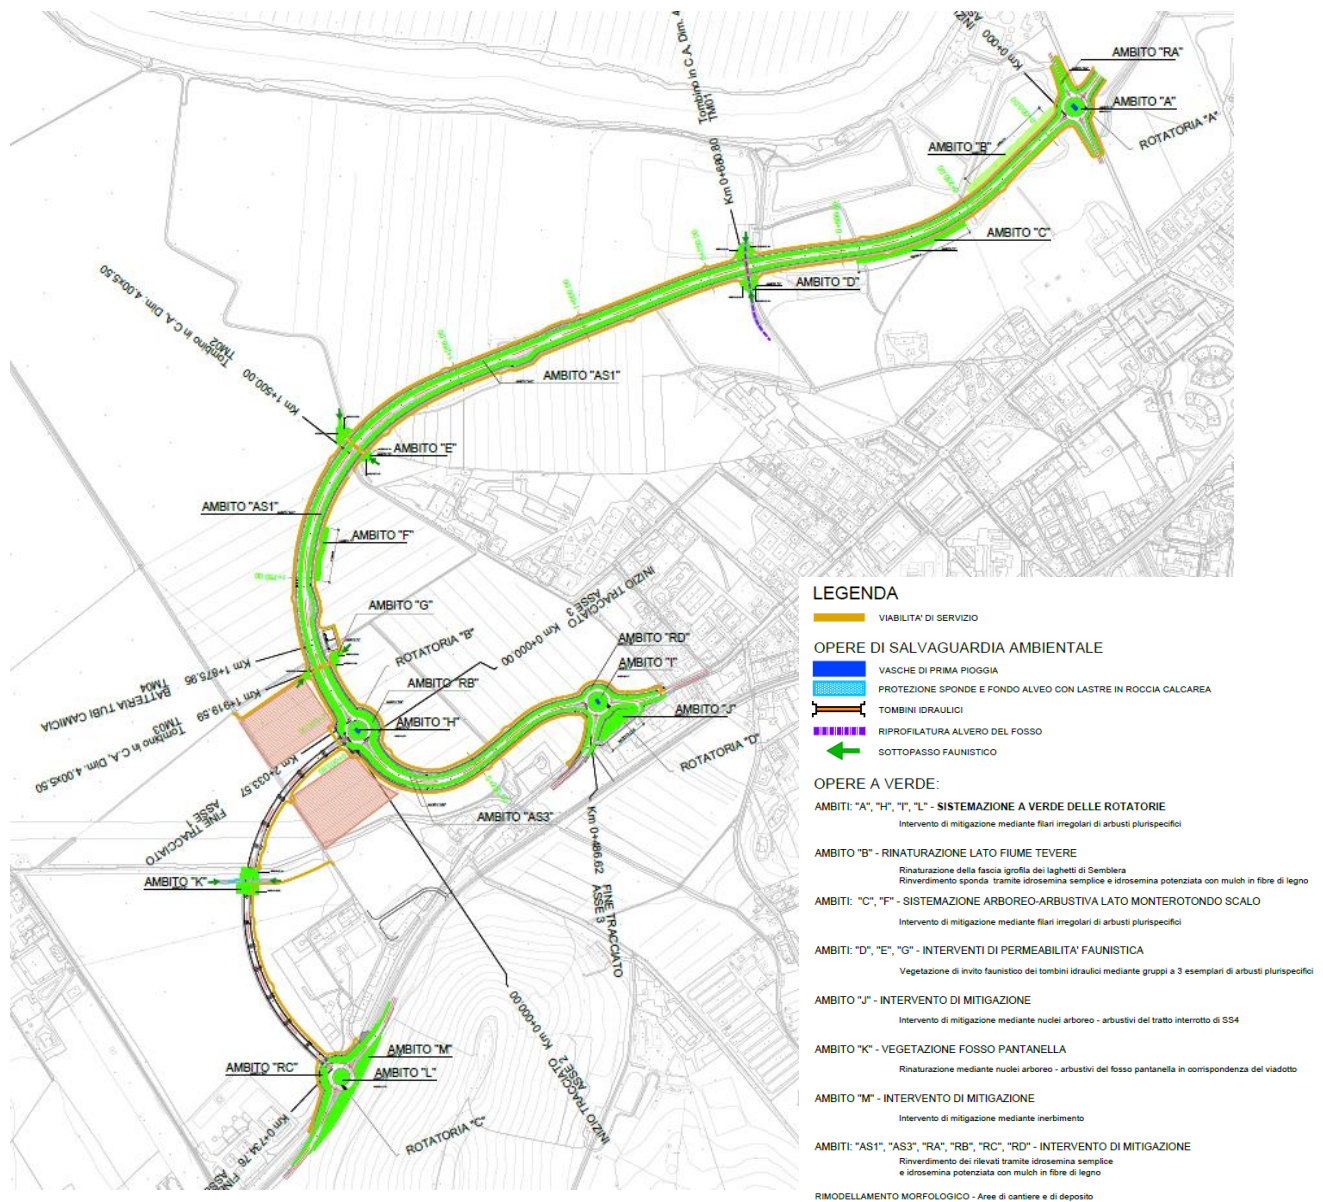 Tombino in C.A. Dim. 4
TM01
Km 0+680.80
INIZI
Km 0+000
AMBITO "RA"
AMBITO "A"
ROTATORIA "A"
AMBITO "B"
AMBITO "C"
AMBITO "D"
AMBITO "AS1"
Tombino in C.A. Dim. 4.00x5.50
TM02
Km 1+500.00
AMBITO "E"
AMBITO "AS1"
AMBITO "F"
AMBITO "G"
INIZIO TRACCIATO
ASSE 3
Km 0+000.00
ROTATORIA "B"
AMBITO "RB"
AMBITO "H"
AMBITO "RD"
AMBITO "I"
AMBITO "J"
ROTATORIA "D"
Km 1+875.95
BATTERIA TUBI CAMICIA
TM04
Km 1+919.59
Tombino in C.A. Dim. 4.00x5.50
TM03
Km 2+033.57
FINE TRACCIATO
ASSE 1
AMBITO "AS3"
Km 0+486.62
FINE TRACCIATO
ASSE 3
AMBITO "K"
Km 0+000.00
INIZIO TRACCIATO
ASSE 2
AMBITO "M"
AMBITO "RC"
AMBITO "L"
ROTATORIA "C"
Km 0+734.76
LEGENDA
VIABILITA' DI SERVIZIO
OPERE DI SALVAGUARDIA AMBIENTALE
VASCHE DI PRIMA PIOGGIA
PROTEZIONE SPONDE E FONDO ALVEO CON LASTRE IN ROCCIA CALCAREA
TOMBINI IDRAULICI
RIPROFILATURA ALVERO DEL FOSSO
SOTTOPASSO FAUNISTICO
OPERE A VERDE:
AMBITI: "A", "H", "I", "L" - SISTEMAZIONE A VERDE DELLE ROTATORIE
Intervento di mitigazione mediante filari irregolari di arbusti plurispecifici
AMBITO "B" - RINATURAZIONE LATO FIUME TEVERE
Rinaturazione della fascia igrofila dei laghetti di Semblera
Rinverdimento sponda tramite idrosemina semplice e idrosemina potenziata con mulch in fibre di legno
AMBITI: "C", "F" - SISTEMAZIONE ARBOREO-ARBUSTIVA LATO MONTEROTONDO SCALO
Intervento di mitigazione mediante filari irregolari di arbusti plurispecifici
AMBITI: "D", "E", "G" - INTERVENTI DI PERMEABILITA' FAUNISTICA
Vegetazione di invito faunistico dei tombini idraulici mediante gruppi a 3 esemplari di arbusti plurispecifici
AMBITO "J" - INTERVENTO DI MITIGAZIONE
Intervento di mitigazione mediante nuclei arboreo - arbustivi del tratto interrotto di SS4
AMBITO "K" - VEGETAZIONE FOSSO PANTANELLA
Rinaturazione mediante nuclei arboreo - arbustivi del fosso pantanella in corrispondenza del viadotto
AMBITO "M" - INTERVENTO DI MITIGAZIONE
Intervento di mitigazione mediante inerbimento
AMBITI: "AS1", "AS3", "RA", "RB", "RC", "RD" - INTERVENTO DI MITIGAZIONE
Rinverdimento dei rilevati tramite idrosemina semplice
e idrosemina potenziata con mulch in fibre di legno
RIMODELLAMENTO MORFOLOGICO - Aree di cantiere e di deposito